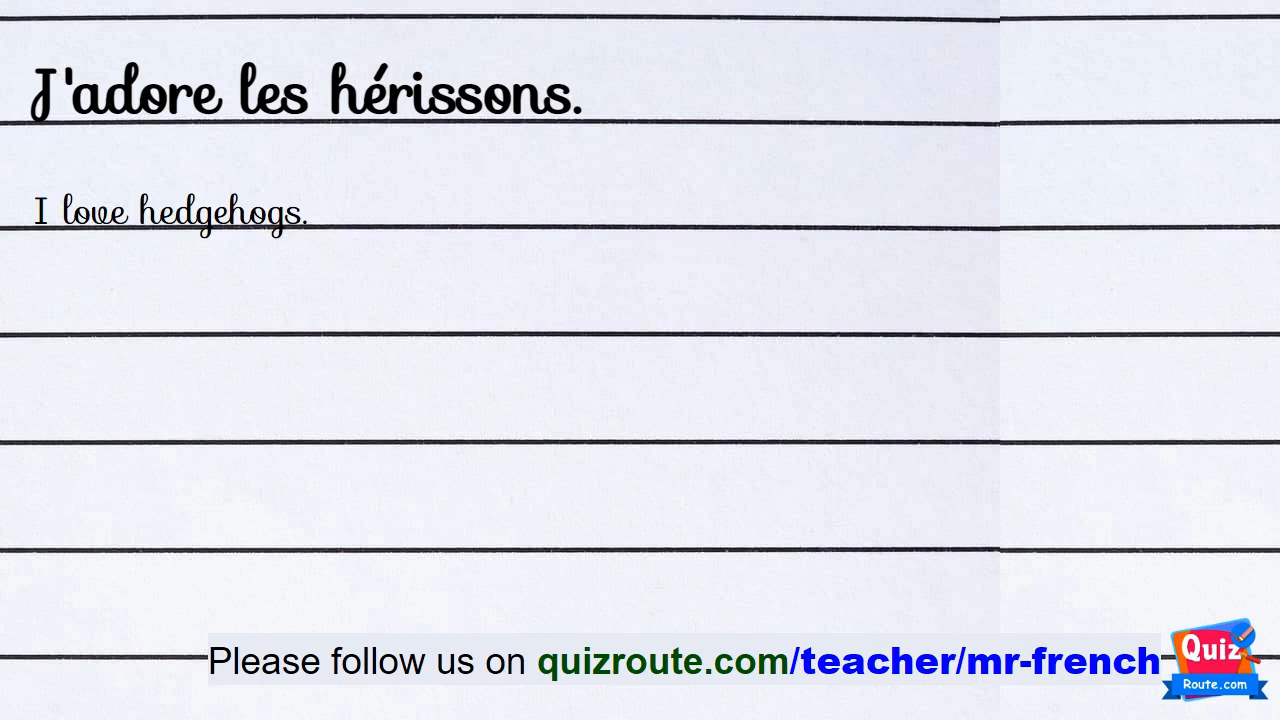 J'adore les hérissons.
I love hedgehogs.
Please follow us on quizroute.com/teacher/mr-french
Quiz
Route.com